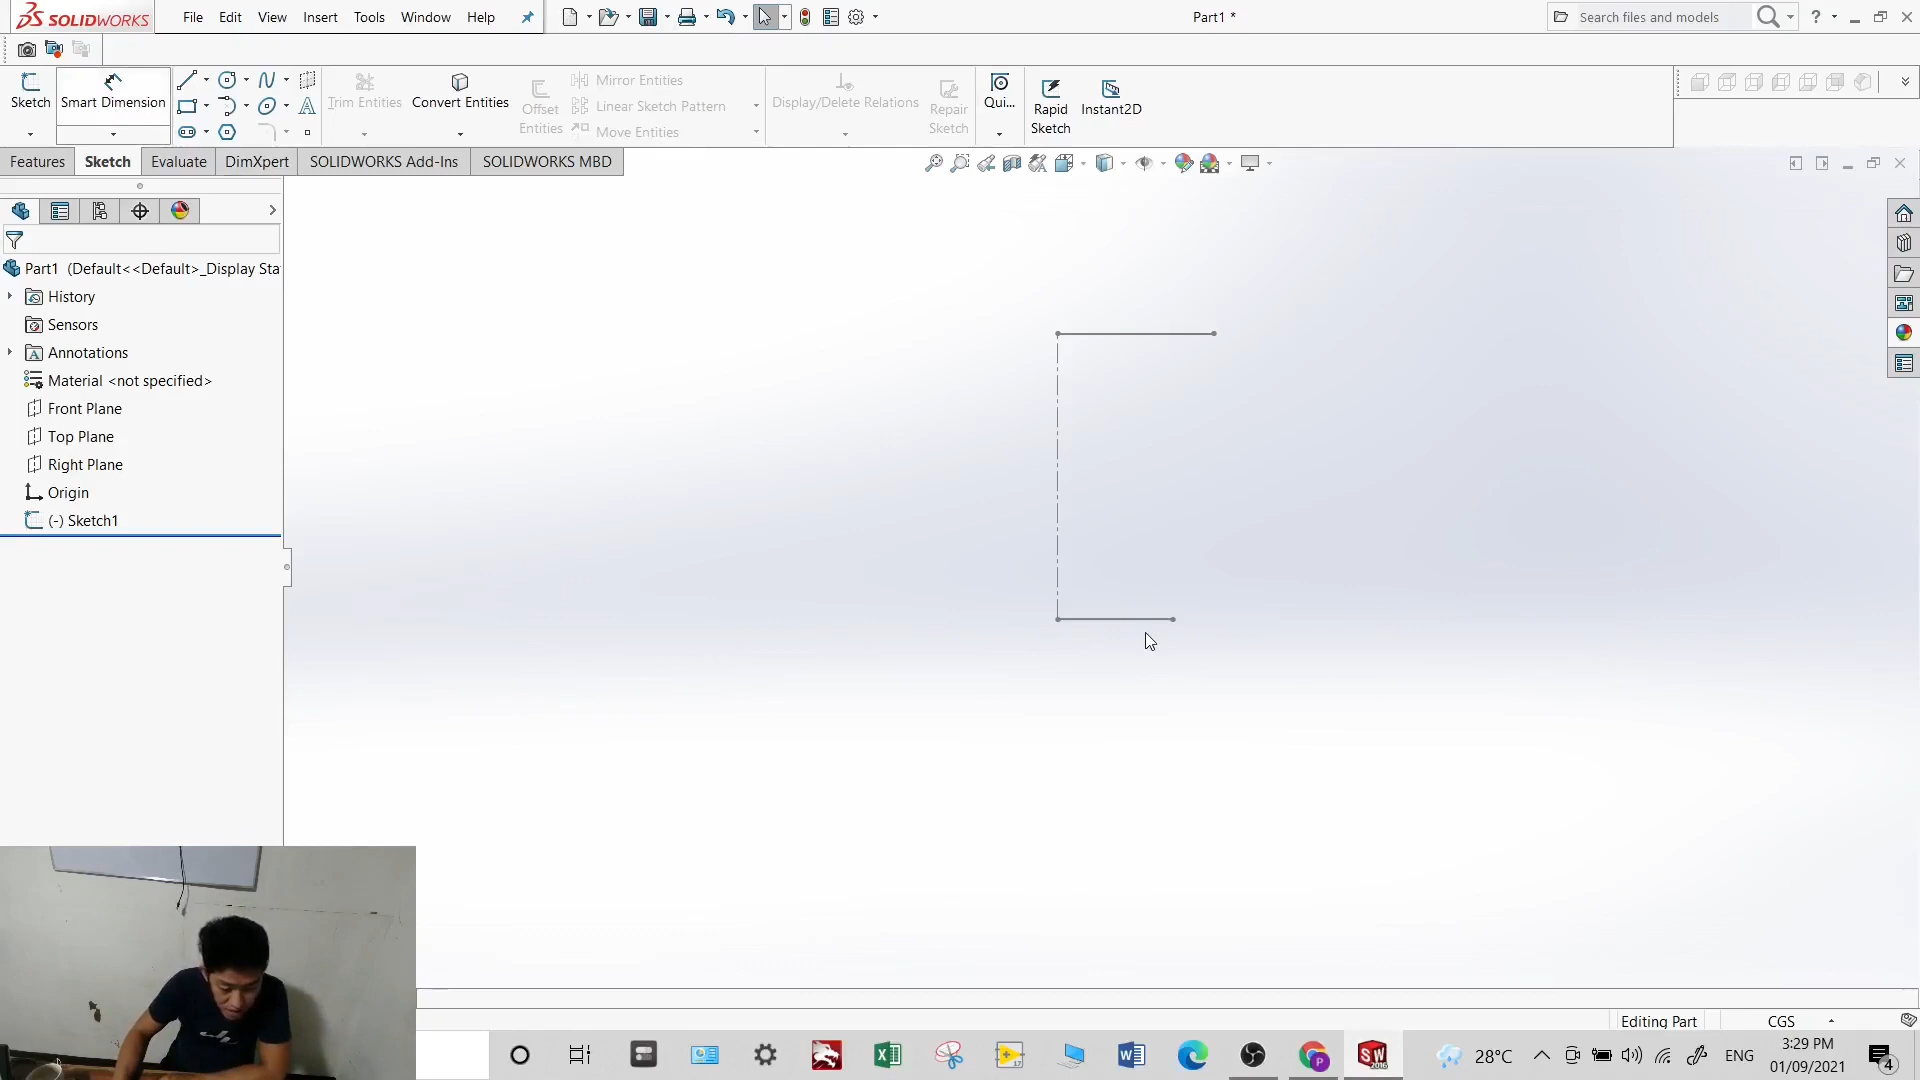 SOLIDWORKS
File Edit View Insert Tools Window Help
Part1 *
Search files and models
?
Sketch
Smart Dimension
Trim Entities
Convert Entities
Offset Entities
Mirror Entities
Linear Sketch Pattern
Move Entities
Display/Delete Relations
Repair Sketch
Qui...
Rapid Sketch
Instant2D
Features Sketch Evaluate DimXpert SOLIDWORKS Add-Ins SOLIDWORKS MBD
Part1 (Default<<Default>_Display Sta
History
Sensors
Annotations
Material <not specified>
Front Plane
Top Plane
Right Plane
Origin
(-) Sketch1
Editing Part
CGS
28°C
ENG
3:29 PM
01/09/2021
4